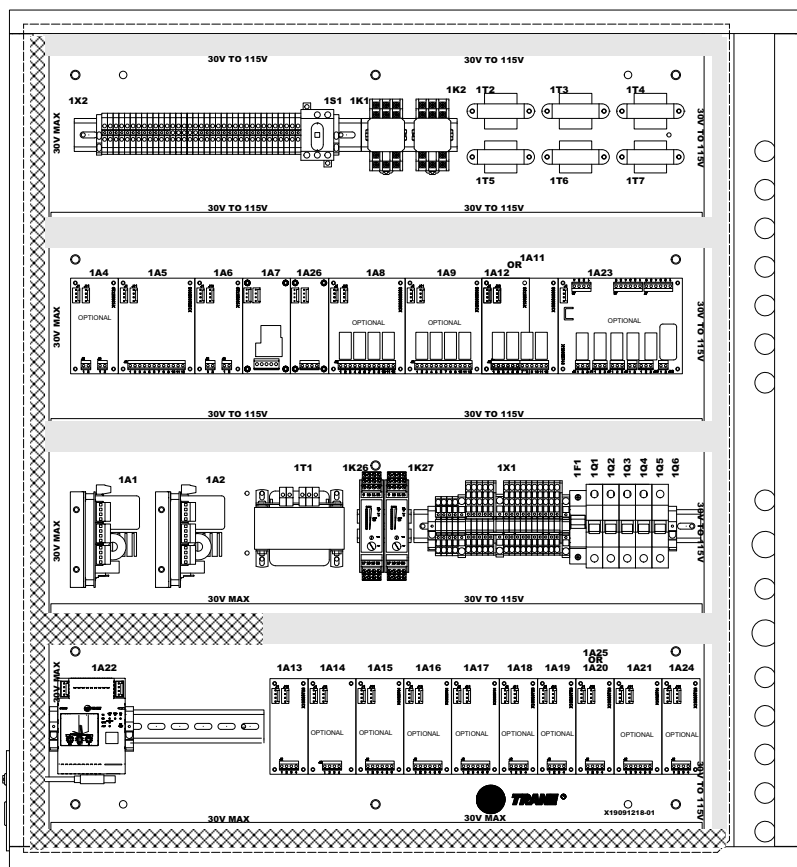 30V TO 115V 30V TO 115V
1X2 1S1 1K1 1K2 1T2 1T3 1T4
30V MAX
30V TO 115V
1T5 1T6 1T7
30V TO 115V 30V TO 115V
1A11
OR
1A4 1A5 1A6 1A7 1A26 1A8 1A9 1A12 1A23
OPTIONAL OPTIONAL OPTIONAL OPTIONAL
30V MAX
30V TO 115V
30V TO 115V 30V TO 115V
1A1 1A2 1T1 1K26 1K27 1X1 1F1 1Q1 1Q2 1Q3 1Q4 1Q5 1Q6
30V MAX
30V TO 115V
30V MAX 30V TO 115V
1A25
OR
1A22 1A13 1A14 1A15 1A16 1A17 1A18 1A19 1A20 1A21 1A24
30V MAX
OPTIONAL OPTIONAL OPTIONAL OPTIONAL OPTIONAL OPTIONAL OPTIONAL OPTIONAL
30V TO 115V
TRANE ®
X19091218-01
30V MAX 30V MAX